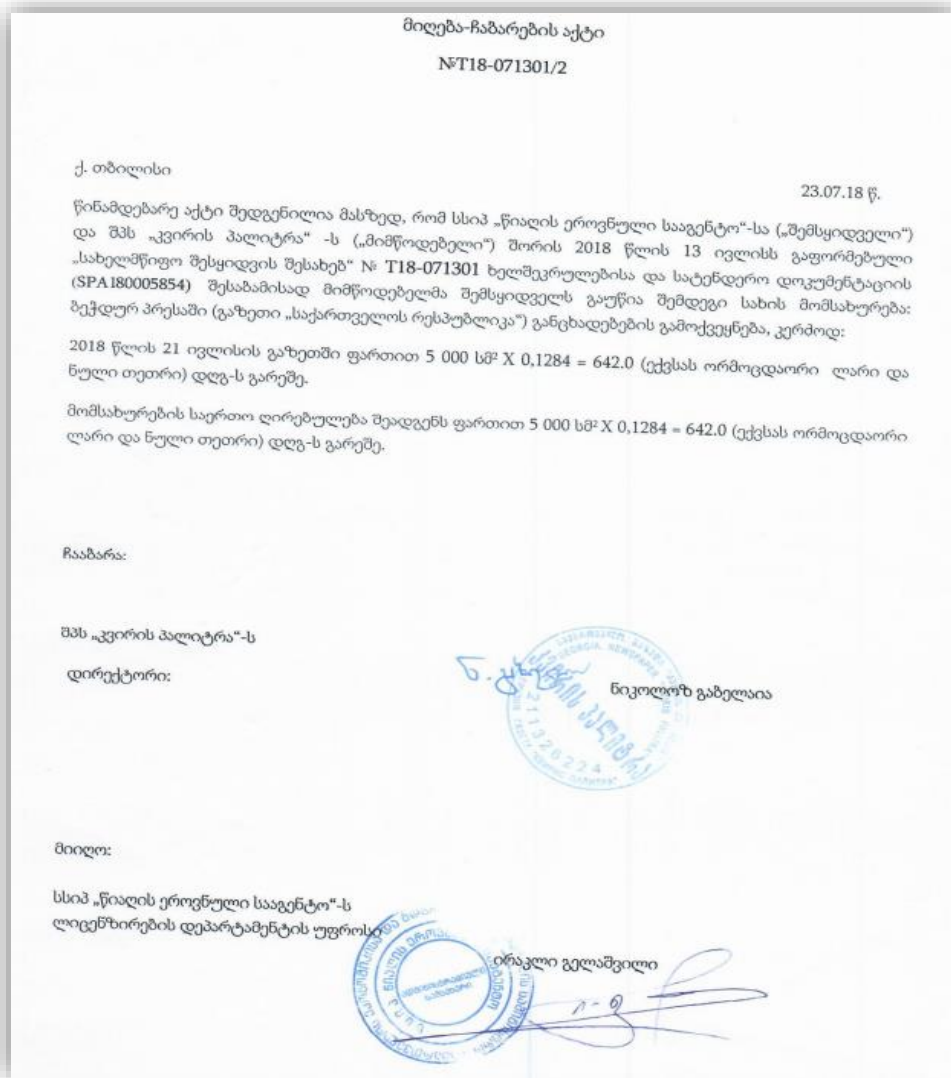 მიღება-ჩაბარების აქტი
№T18-071301/2
ქ. თბილისი
23.07.18 წ.
წინამდებარე აქტი შედგენილია მასზედ, რომ სსიპ „წიაღის ეროვნული სააგენტო“-სა („შემსყიდველი“)
და შპს „კვირის პალიტრა“ -ს („მიმწოდებელი“) შორის 2018 წლის 13 ივლისს გაფორმებული
„სახელმწიფო შესყიდვის შესახებ“ № T18-071301 ხელშევრულებისა და სატენდერო დოკუმენტაციის
(SPA180005854) შესაბამისად მიმწოდებელმა შემსყიდველს გაუწია შემდეგი სახის მომსახურება:
ბეჭდურ პრესაში (გაზეთი „საქართველოს რესპუბლიკა“) განცხადებების გამოქვეყნება, კერძოდ:
2018 წლის 21 ივლისის გაზეთში ფართით 5 000 სმ² X 0,1284 = 642.0 (ექვსას ორმოცდაორი ლარი და
ნული თეთრი) დღგ-ს გარეშე.
მომსახურების საერთო ღირებულება შეადგენს ფართით 5 000 სმ² X 0,1284 = 642.0 (ექვსას ორმოცდაორი
ლარი და ნული თეთრი) დღგ-ს გარეშე.
ჩააბარა:
შპს „კვირის პალიტრა“-ს
დირექტორი:
ნიკოლოზ გაბელაია
კვირის პალიტრა
211326224
მიიღო:
სსიპ „წიაღის ეროვნული სააგენტო“-ს
ლიცენზირების დეპარტამენტის უფროსი
ირაკლი გელაშვილი